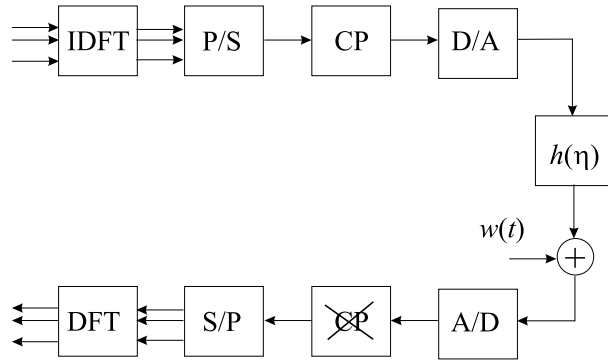 IDFT
P/S
CP
D/A
h(η)
w(t)
+
DFT
S/P
CP
A/D